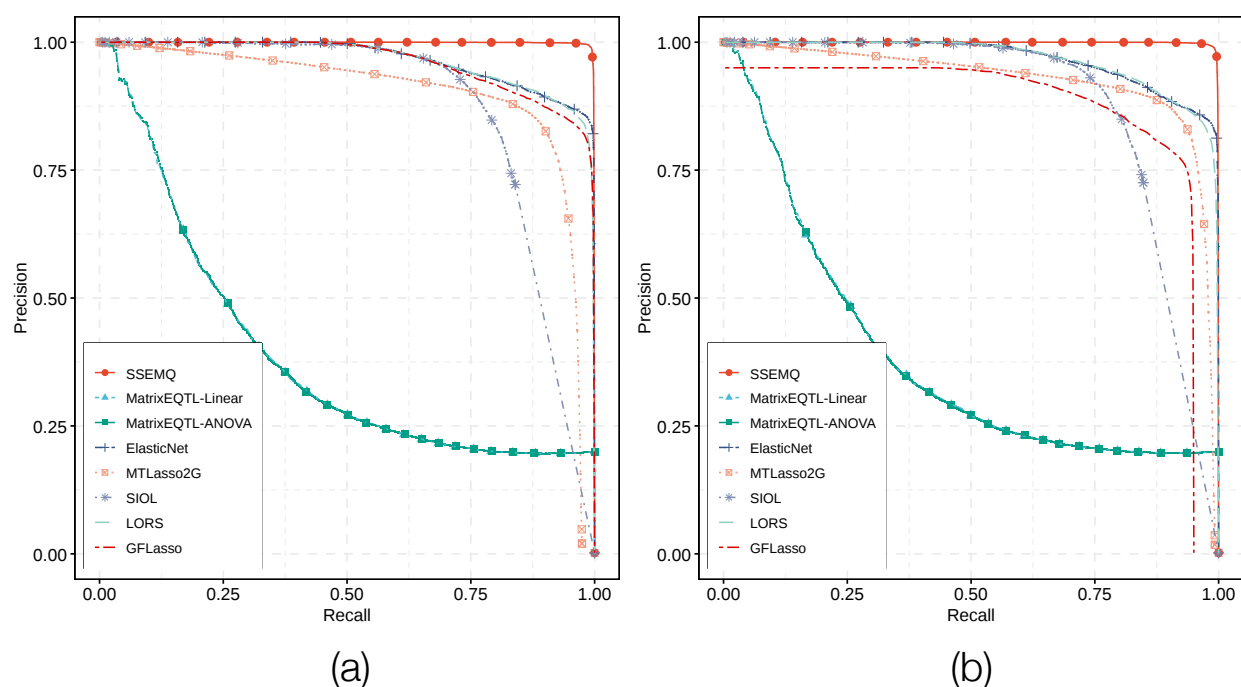 1.00
0.75
0.50
0.25
0.00
Precision
SSEMQ
MatrixEQTL-Linear
MatrixEQTL-ANOVA
ElasticNet
MTLasso2G
SIOL
LORS
GFLasso
0.00 0.25 0.50 0.75 1.00
Recall
(a)
1.00
0.75
0.50
0.25
0.00
Precision
SSEMQ
MatrixEQTL-Linear
MatrixEQTL-ANOVA
ElasticNet
MTLasso2G
SIOL
LORS
GFLasso
0.00 0.25 0.50 0.75 1.00
Recall
(b)